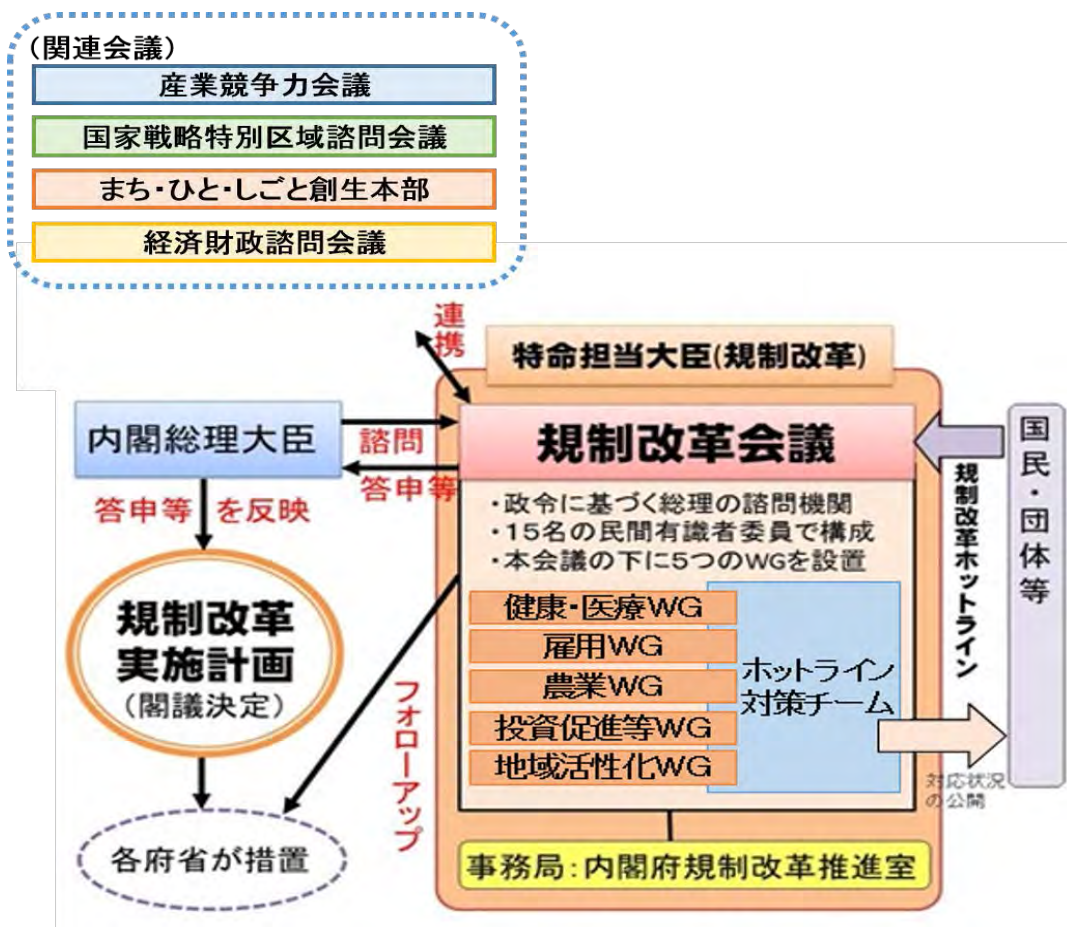 (関連会議)
産業競争力会議
国家戦略特別区域諮問会議
まち・ひと・しごと創生本部
経済財政諮問会議
連携
特命担当大臣(規制改革)
内閣総理大臣
諮問
答申等
規制改革会議
・政令に基づく総理の諮問機関
・15名の民間有識者委員で構成
・本会議の下に5つのWGを設置
健康・医療WG
雇用WG
農業WG
投資促進等WG
地域活性化WG
ホットライン
対策チーム
国民・団体等
規制改革ホットライン
対応状況
の公開
答申等 を反映
規制改革
実施計画
(閣議決定)
フォローアップ
各府省が措置
事務局:内閣府規制改革推進室